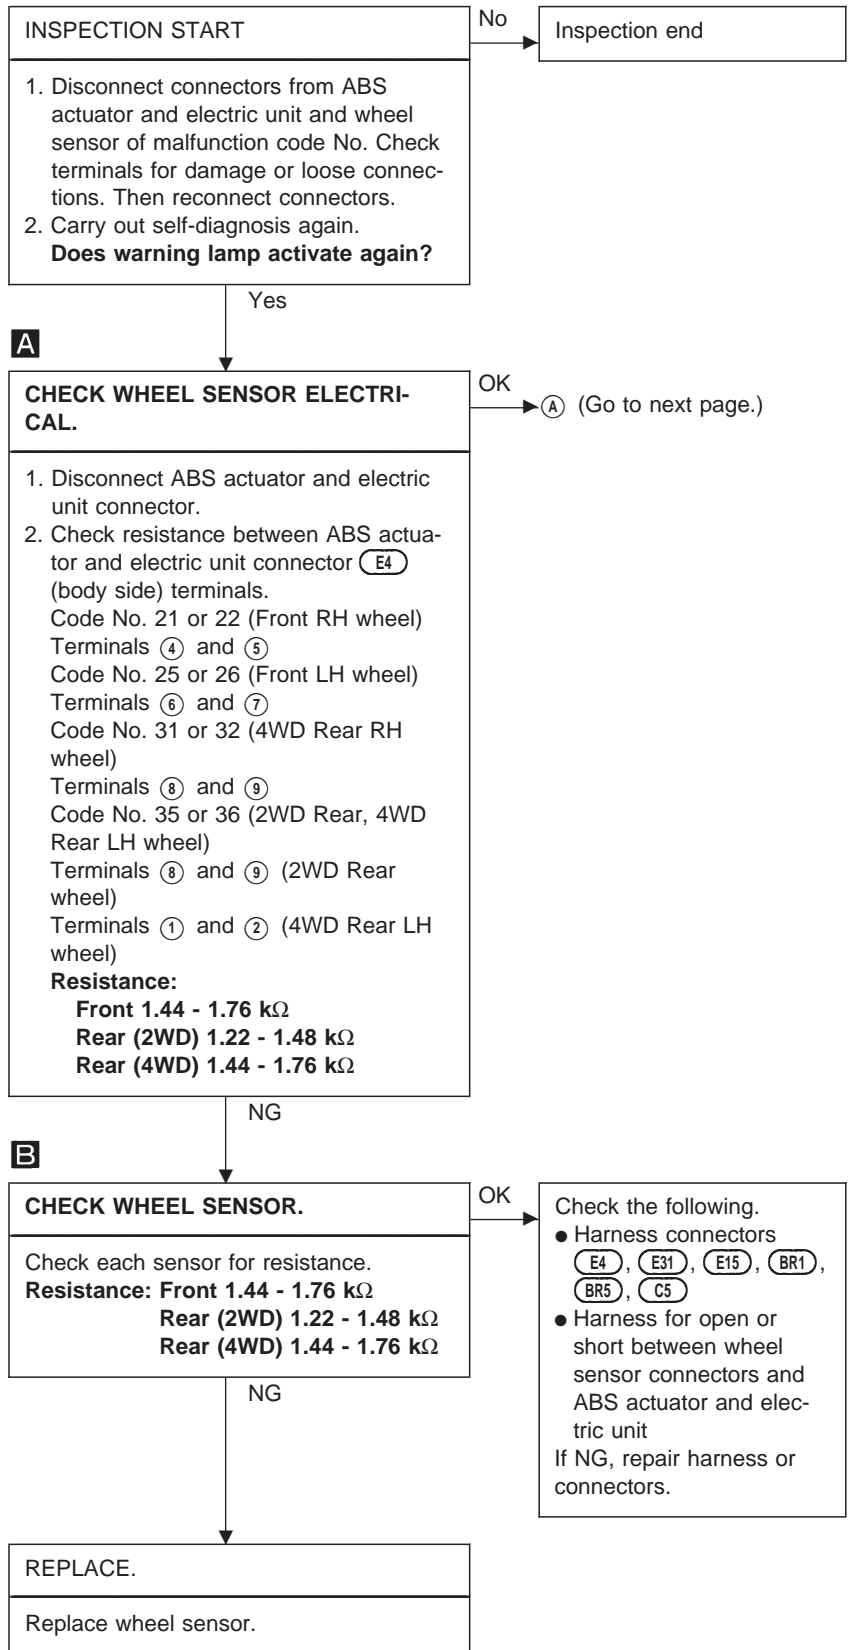 INSPECTION START
No
Inspection end
1. Disconnect connectors from ABS
actuator and electric unit and wheel
sensor of malfunction code No. Check
terminals for damage or loose connec-
tions. Then reconnect connectors.
2. Carry out self-diagnosis again.
Does warning lamp activate again?
Yes
A
CHECK WHEEL SENSOR ELECTRI-
CAL.
OK
A (Go to next page.)
1. Disconnect ABS actuator and electric
unit connector.
2. Check resistance between ABS actua-
tor and electric unit connector E4
(body side) terminals.
Code No. 21 or 22 (Front RH wheel)
Terminals ④ and ⑤
Code No. 25 or 26 (Front LH wheel)
Terminals ⑥ and ⑦
Code No. 31 or 32 (4WD Rear RH
wheel)
Terminals ⑧ and ⑨
Code No. 35 or 36 (2WD Rear, 4WD
Rear LH wheel)
Terminals ⑧ and ⑨ (2WD Rear
wheel)
Terminals ① and ② (4WD Rear LH
wheel)
Resistance:
Front 1.44 - 1.76 kΩ
Rear (2WD) 1.22 - 1.48 kΩ
Rear (4WD) 1.44 - 1.76 kΩ
NG
B
CHECK WHEEL SENSOR.
OK
Check each sensor for resistance.
Resistance: Front 1.44 - 1.76 kΩ
Rear (2WD) 1.22 - 1.48 kΩ
Rear (4WD) 1.44 - 1.76 kΩ
Check the following.
● Harness connectors
E4, E31, E15, BR1,
BR5, C5
● Harness for open or
short between wheel
sensor connectors and
ABS actuator and elec-
tric unit
If NG, repair harness or
connectors.
NG
REPLACE.
Replace wheel sensor.